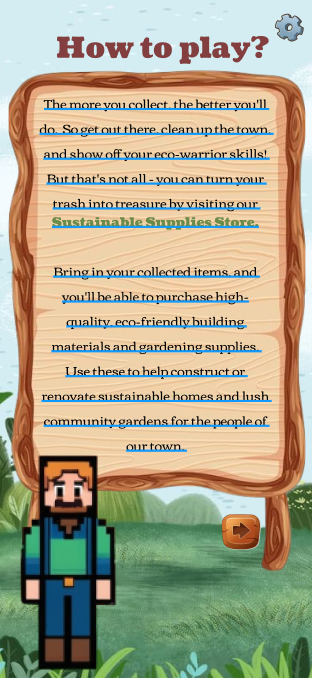 How to play?
The more you collect, the better you'll
do. So get out there, clean up the town,
and show off your eco-warrior skills!
But that's not all - you can turn your
trash into treasure by visiting our
Sustainable Supplies Store.
Bring in your collected items, and
you'll be able to purchase high-
quality, eco-friendly building
materials and gardening supplies.
Use these to help construct or
renovate sustainable homes and lush
community gardens for the people of
our town.